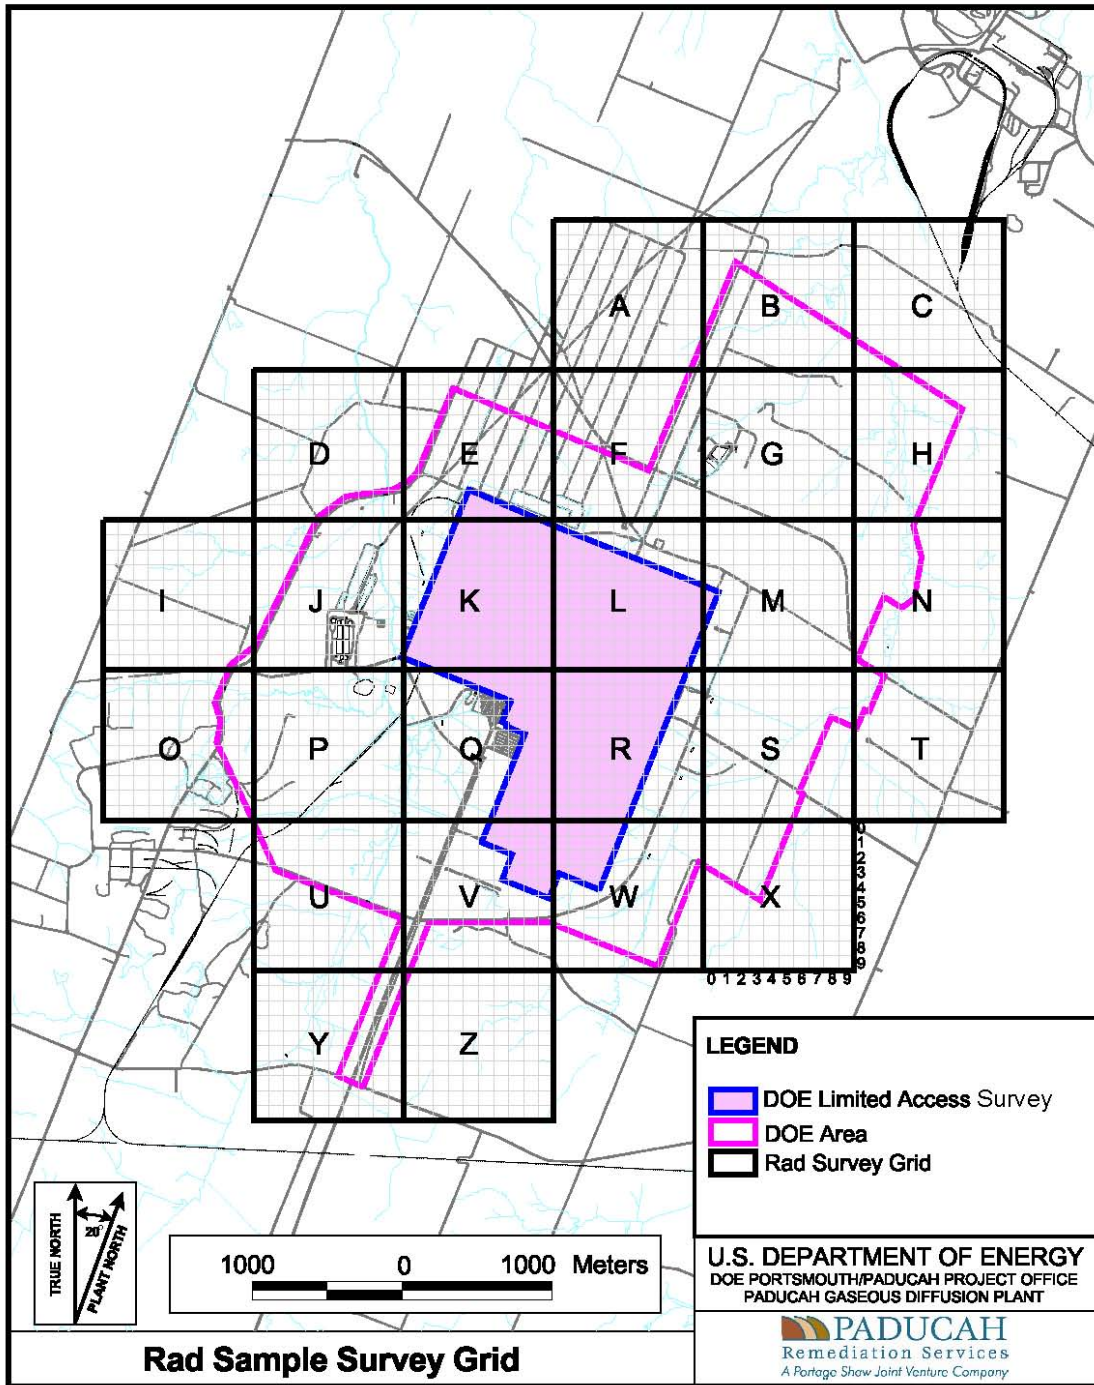 A
B
C
D
E
F
G
H
I
J
K
L
M
N
O
P
Q
R
S
T
U
V
W
X
0
1
2
3
4
5
6
7
8
9
0 1 2 3 4 5 6 7 8 9
Y
Z
LEGEND
DOE Limited Access Survey
DOE Area
Rad Survey Grid
TRUE NORTH
20°
PLANT NORTH
1000 0 1000 Meters
U.S. DEPARTMENT OF ENERGY
DOE PORTSMOUTH/PADUCAH PROJECT OFFICE
PADUCAH GASEOUS DIFFUSION PLANT
PADUCAH
Remediation Services
A Portage Shaw Joint Venture Company
Rad Sample Survey Grid